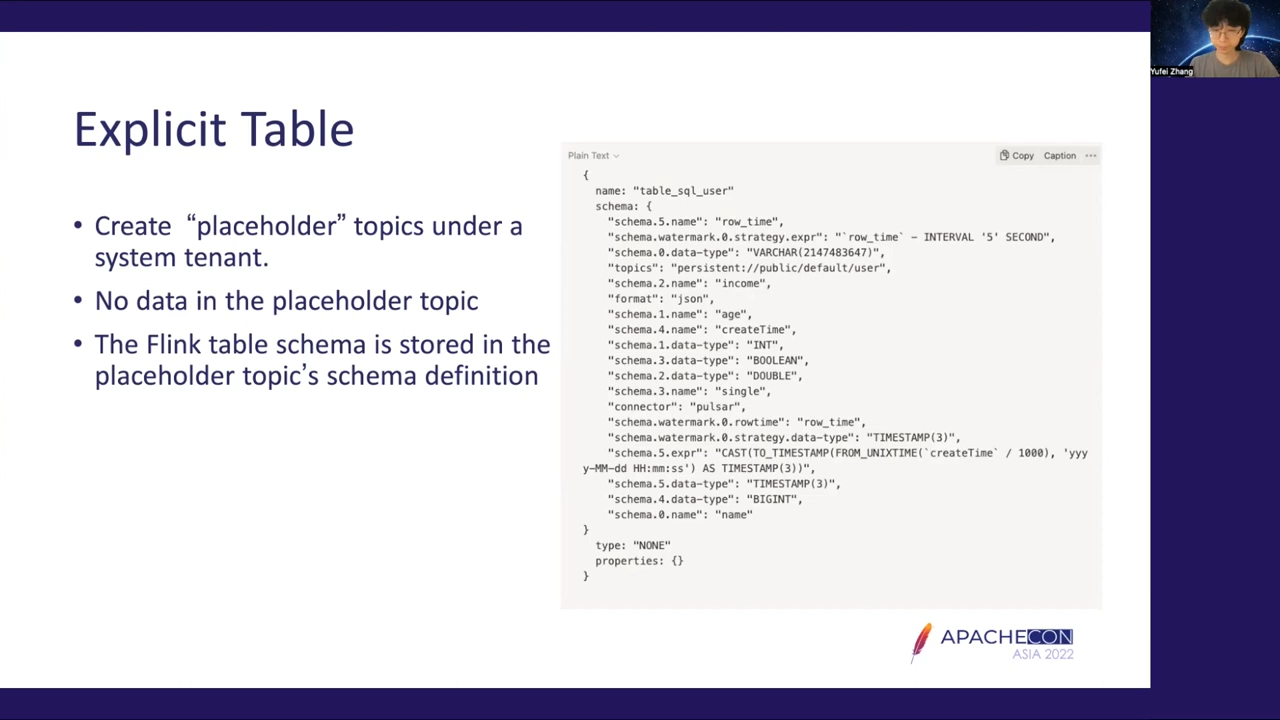 Yufei Zhang
Explicit Table
• Create “placeholder” topics under a
system tenant.
• No data in the placeholder topic
• The Flink table schema is stored in the
placeholder topic’s schema definition
Plain Text
Copy Caption ···
{
name: "table_sql_user"
schema: {
"schema.5.name": "row_time",
"schema.watermark.0.strategy.expr": "`row_time` - INTERVAL '5' SECOND",
"schema.0.data-type": "VARCHAR(2147483647)",
"topics": "persistent://public/default/user",
"schema.2.name": "income",
"format": "json",
"schema.1.name": "age",
"schema.4.name": "createTime",
"schema.1.data-type": "INT",
"schema.3.data-type": "BOOLEAN",
"schema.2.data-type": "DOUBLE",
"schema.3.name": "single",
"connector": "pulsar",
"schema.watermark.0.rowtime": "row_time",
"schema.watermark.0.strategy.data-type": "TIMESTAMP(3)",
"schema.5.expr": "CAST(TO_TIMESTAMP(FROM_UNIXTIME(`createTime` / 1000), 'yyy
y-MM-dd HH:mm:ss') AS TIMESTAMP(3))",
"schema.5.data-type": "TIMESTAMP(3)",
"schema.4.data-type": "BIGINT",
"schema.0.name": "name"
}
type: "NONE"
properties: {}
}
APACHECON
ASIA 2022